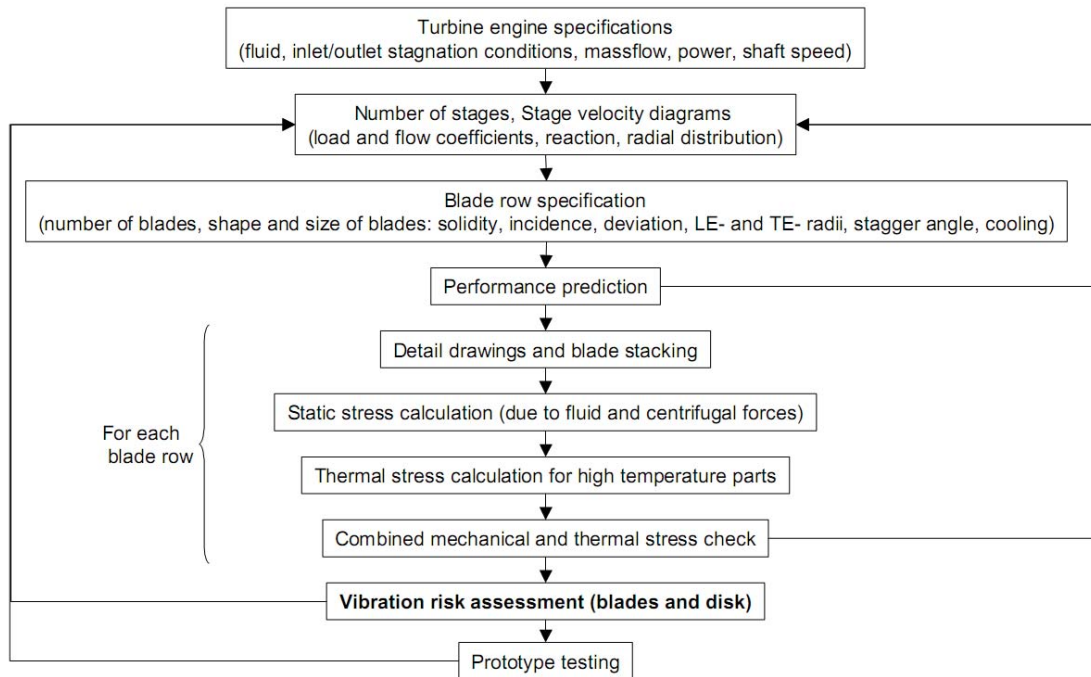 Turbine engine specifications
(fluid, inlet/outlet stagnation conditions, massflow, power, shaft speed)
Number of stages, Stage velocity diagrams
(load and flow coefficients, reaction, radial distribution)
Blade row specification
(number of blades, shape and size of blades: solidity, incidence, deviation, LE- and TE- radii, stagger angle, cooling)
Performance prediction
Detail drawings and blade stacking
Static stress calculation (due to fluid and centrifugal forces)
For each
blade row
Thermal stress calculation for high temperature parts
Combined mechanical and thermal stress check
Vibration risk assessment (blades and disk)
Prototype testing